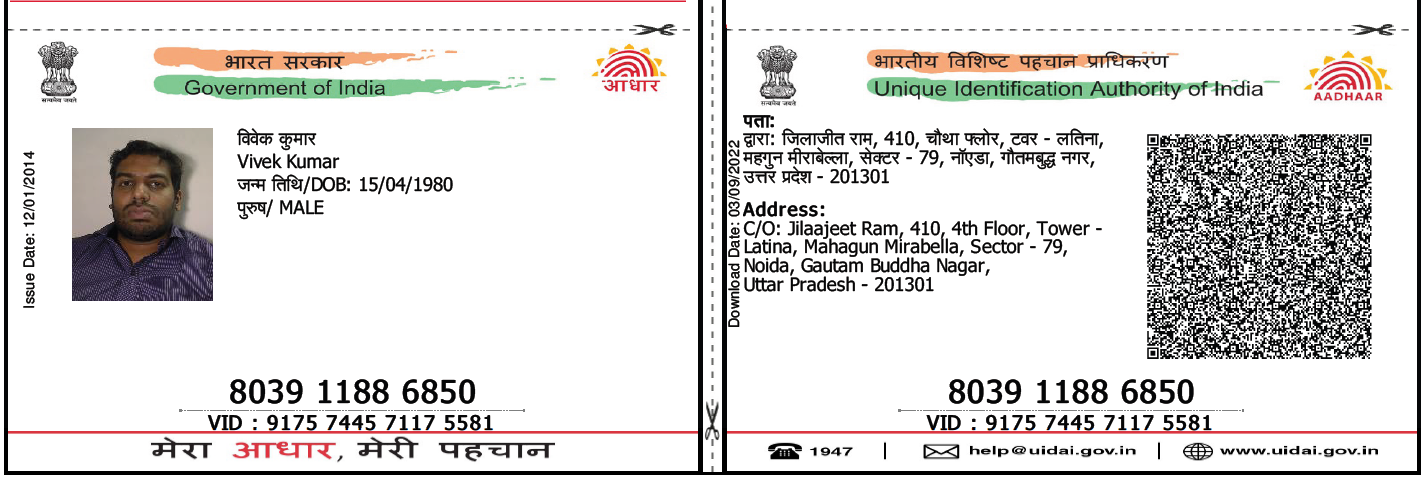 भारत सरकार
Government of India
आधार
सत्यमेव जयते
Issue Date: 12/01/2014
विवेक कुमार
Vivek Kumar
जन्म तिथि/DOB: 15/04/1980
पुरुष/ MALE
8039 1188 6850
VID : 9175 7445 7117 5581
मेरा आधार, मेरी पहचान
भारतीय विशिष्ट पहचान प्राधिकरण
Unique Identification Authority of India
AADHAAR
सत्यमेव जयते
Download Date: 03/09/2022
पता:
द्वारा: जिलाजीत राम, 410, चौथा फ्लोर, टवर - लतिना,
महगुन मीराबेल्ला, सेक्टर - 79, नॉएडा, गौतमबुद्ध नगर,
उत्तर प्रदेश - 201301
Address:
C/O: Jilaajeet Ram, 410, 4th Floor, Tower -
Latina, Mahagun Mirabella, Sector - 79,
Noida, Gautam Buddha Nagar,
Uttar Pradesh - 201301
8039 1188 6850
VID : 9175 7445 7117 5581
1947 | help@uidai.gov.in | www.uidai.gov.in